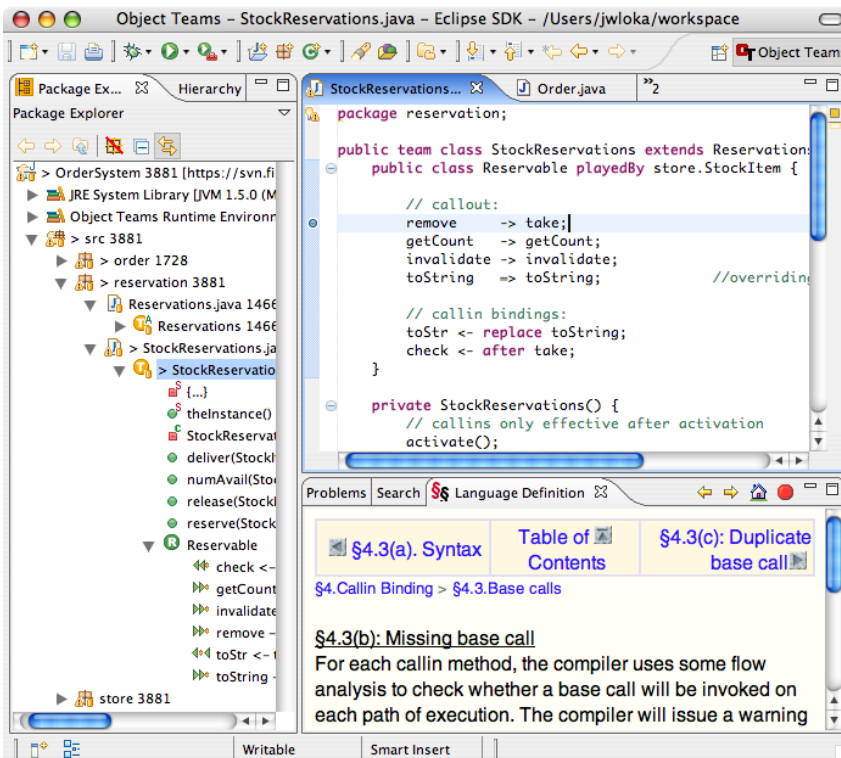 Object Teams – StockReservations.java – Eclipse SDK – /Users/jwloka/workspace
Object Team
Package Ex...
Hierarchy
Package Explorer
> OrderSystem 3881 [https://svn.fi
JRE System Library [JVM 1.5.0 (M
Object Teams Runtime Environr
> src 3881
> order 1728
> reservation 3881
Reservations.java 1466
Reservations 1466
> StockReservations.ja
> StockReservatio
{...}
theInstance()
StockReservat
deliver(StockI
numAvail(Sto
release(StockI
reserve(Stock
Reservable
check <–
getCount
invalidate
remove –
toStr <– t
toString –
store 3881
StockReservations...
Order.java
»2
package reservation;
public team class StockReservations extends Reservation
public class Reservable playedBy store.StockItem {
// callout:
remove -> take;
getCount -> getCount;
invalidate -> invalidate;
toString => toString; //overriding
// callin bindings:
toStr <- replace toString;
check <- after take;
}
private StockReservations() {
// callins only effective after activation
activate();
Problems Search §§ Language Definition
§4.3(a). Syntax
Table of Contents
§4.3(c): Duplicate base call
§4.Callin Binding > §4.3.Base calls
§4.3(b): Missing base call
For each callin method, the compiler uses some flow
analysis to check whether a base call will be invoked on
each path of execution. The compiler will issue a warning
Writable
Smart Insert